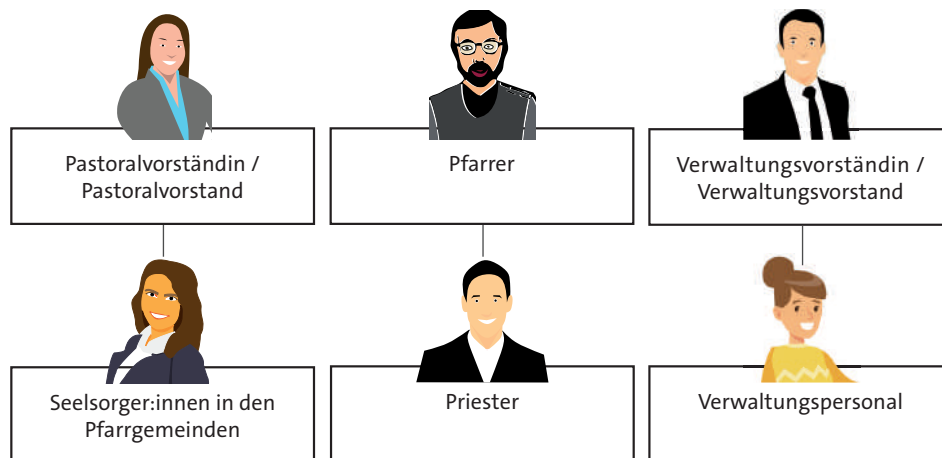 Pastoralvorständin /
Pastoralvorstand
Pfarrer
Verwaltungsvorständin /
Verwaltungsvorstand
Seelsorger:innen in den
Pfarrgemeinden
Priester
Verwaltungspersonal